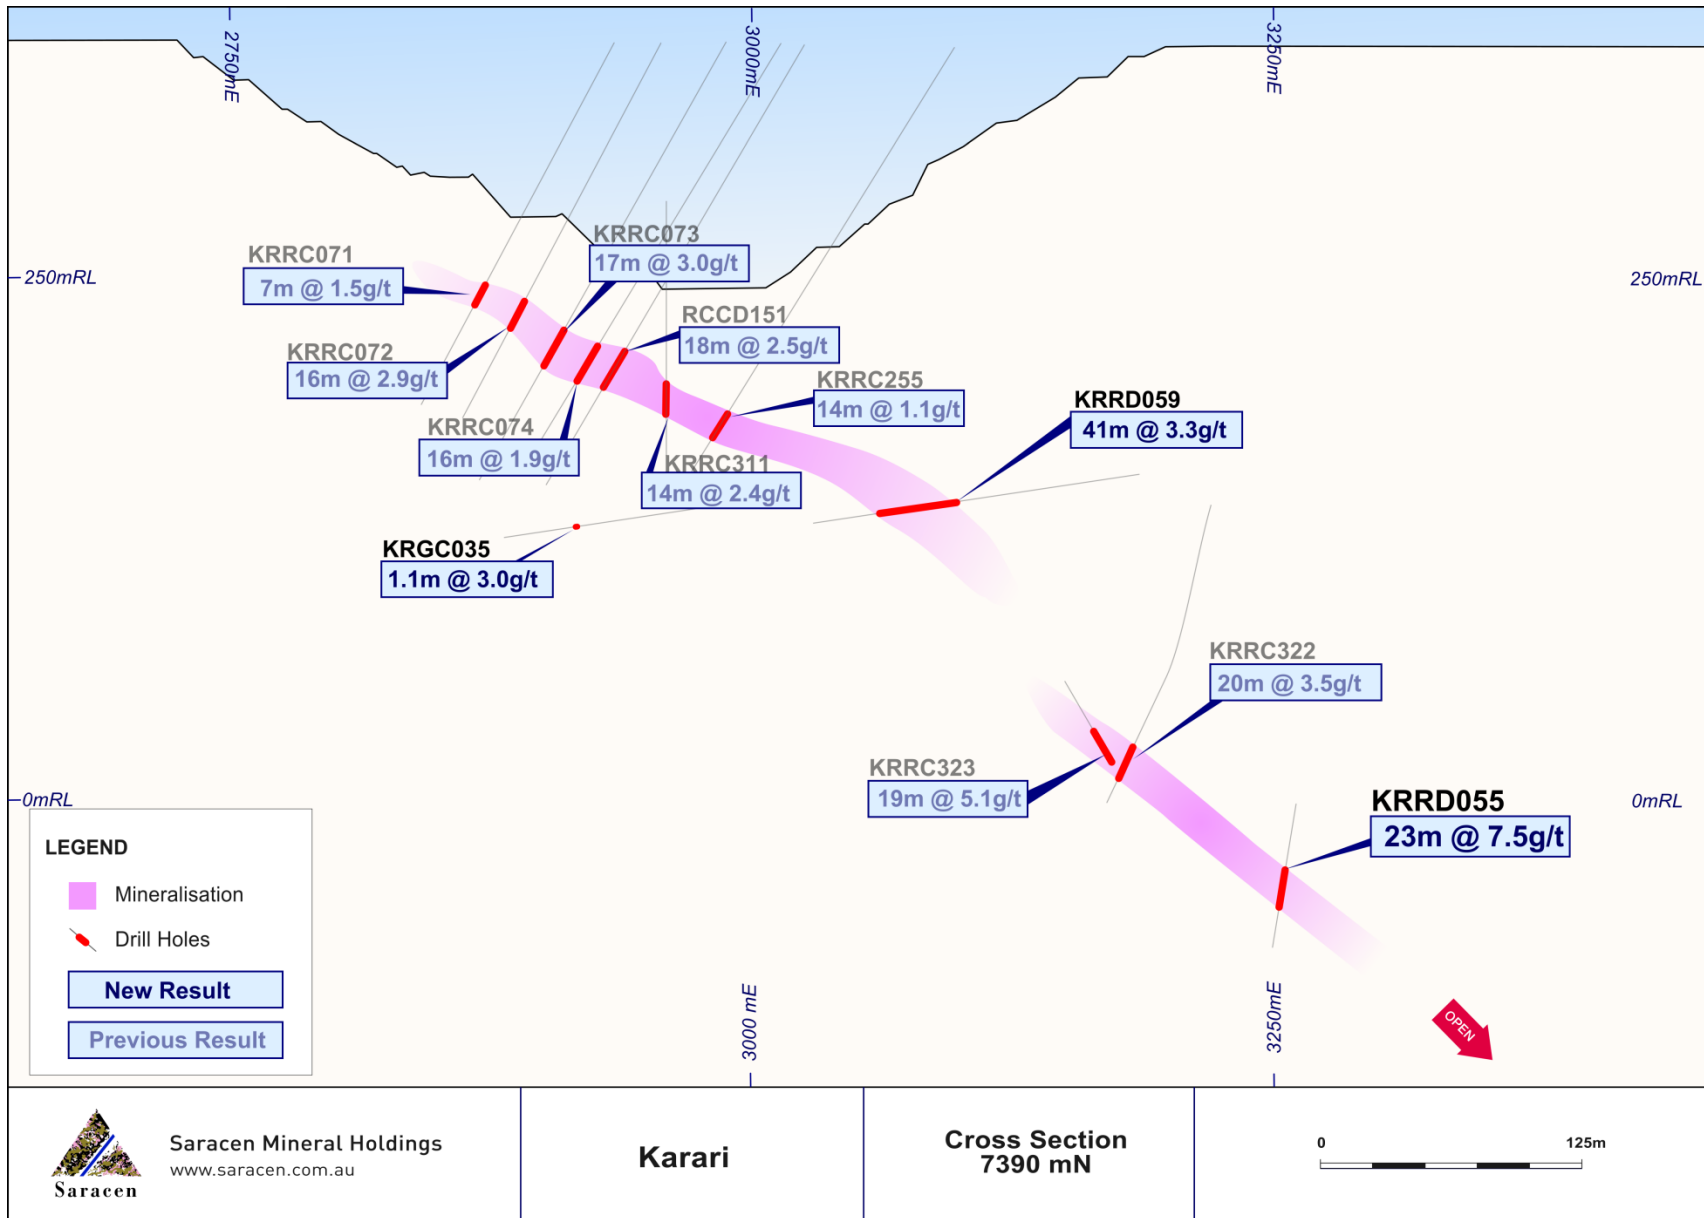 2750mE
3000mE
3250mE
KRRC073
17m @ 3.0g/t
KRRC071
7m @ 1.5g/t
250mRL
250mRL
RCCD151
18m @ 2.5g/t
KRRC072
16m @ 2.9g/t
KRRC255
14m @ 1.1g/t
KRRD059
41m @ 3.3g/t
KRRC074
16m @ 1.9g/t
KRRC311
14m @ 2.4g/t
KRGC035
1.1m @ 3.0g/t
KRRC322
20m @ 3.5g/t
KRRC323
19m @ 5.1g/t
0mRL
0mRL
KRRD055
23m @ 7.5g/t
LEGEND
Mineralisation
Drill Holes
New Result
Previous Result
3000 mE
3250mE
OPEN
Saracen
Saracen Mineral Holdings
www.saracen.com.au
Karari
Cross Section
7390 mN
0
125m